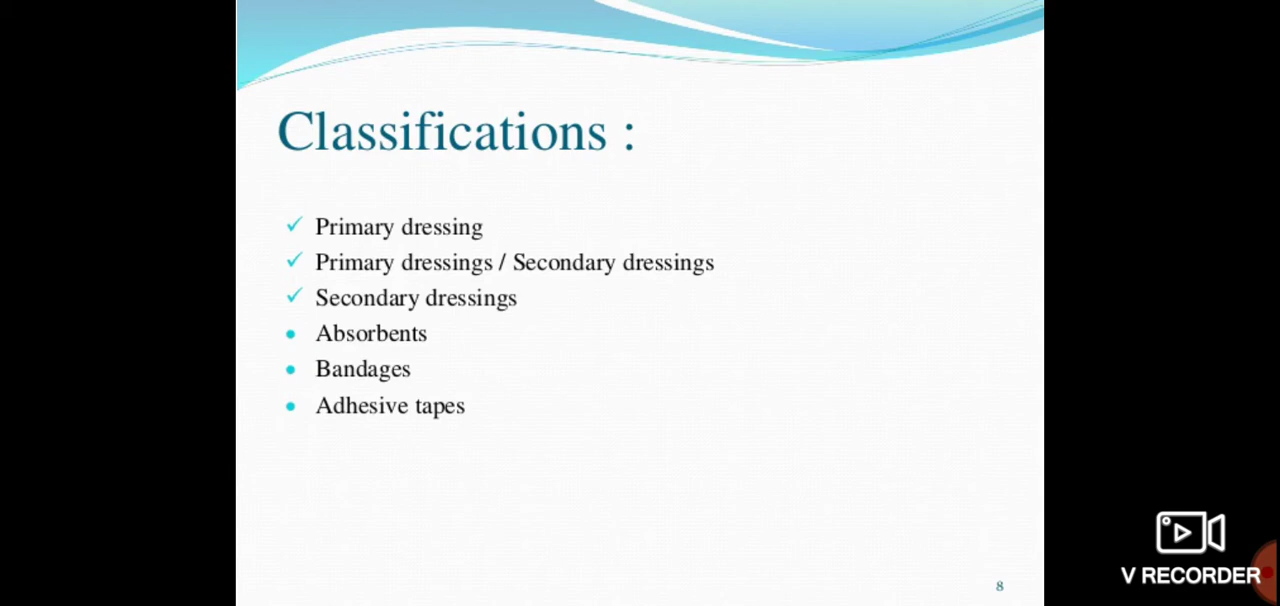 Classifications :
Primary dressing
Primary dressings / Secondary dressings
Secondary dressings
Absorbents
Bandages
Adhesive tapes
8
V RECORDER